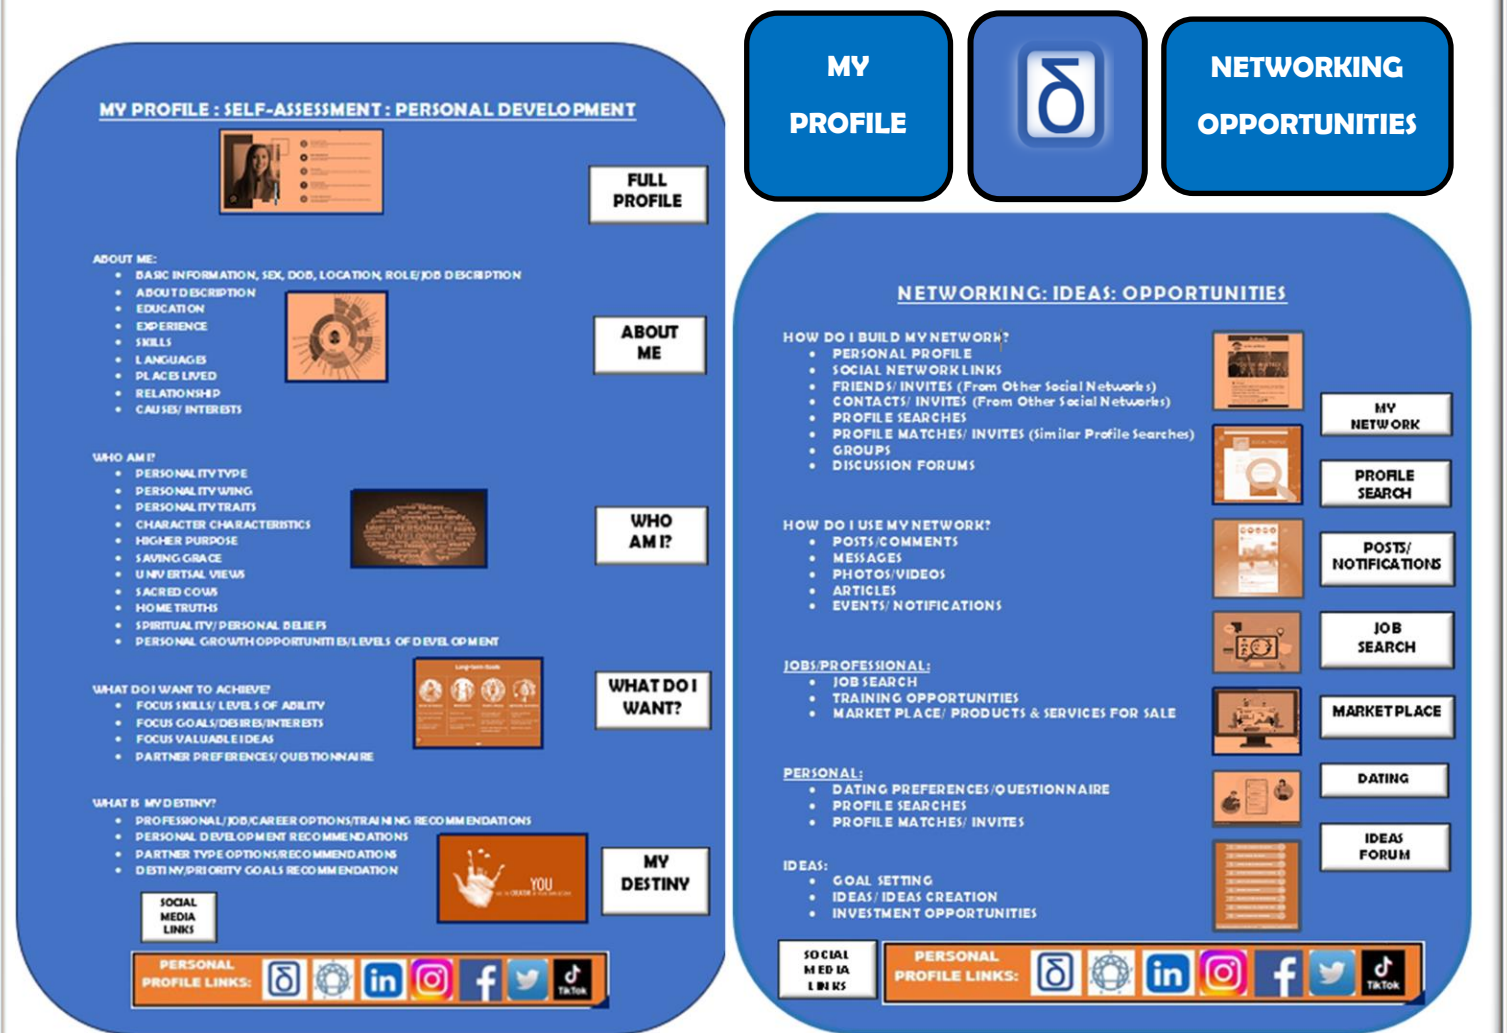 MY
PROFILE
δ
NETWORKING
OPPORTUNITIES
MY PROFILE : SELF-ASSESSMENT : PERSONAL DEVELOPMENT
FULL
PROFILE
ABOUT ME:
• BASIC INFORMATION, SEX, DOB, LOCATION, ROLE/JOB DESCRIPTION
• ABOUT DESCRIPTION
• EDUCATION
• EXPERIENCE
• SKILLS
• LANGUAGES
• PLACES LIVED
• RELATIONSHIP
• CAUSES/ INTERESTS
ABOUT
ME
WHO AM I?
• PERSONALITY TYPE
• PERSONALITY WING
• PERSONALITY TRAITS
• CHARACTER CHARACTERISTICS
• HIGHER PURPOSE
• SAVING GRACE
• UNIVERTSAL VIEWS
• SACRED COWS
• HOME TRUTHS
• SPIRITUALITY/ PERSONAL BELIEFS
• PERSONAL GROWTH OPPORTUNITIES/LEVELS OF DEVELOPMENT
PERSONAL
DEVELOPMENT
WHO
AM I?
WHAT DO I WANT TO ACHIEVE?
• FOCUS SKILLS/ LEVELS OF ABILITY
• FOCUS GOALS/DESIRES/INTERESTS
• FOCUS VALUABLE IDEAS
• PARTNER PREFERENCES/ QUESTIONNAIRE
Long-term Goals
WHAT DO I
WANT?
WHAT IS MY DESTINY?
• PROFESSIONAL/JOB/CAREER OPTIONS/TRAINING RECOMMENDATIONS
• PERSONAL DEVELOPMENT RECOMMENDATIONS
• PARTNER TYPE OPTIONS/RECOMMENDATIONS
• DESTINY/PRIORITY GOALS RECOMMENDATION
YOU
MY
DESTINY
SOCIAL
MEDIA
LINKS
PERSONAL
PROFILE LINKS:
δ
in
f
TikTok
NETWORKING: IDEAS: OPPORTUNITIES
HOW DO I BUILD MY NETWORK?
• PERSONAL PROFILE
• SOCIAL NETWORK LINKS
• FRIENDS/ INVITES (From Other Social Networks)
• CONTACTS/ INVITES (From Other Social Networks)
• PROFILE SEARCHES
• PROFILE MATCHES/ INVITES (Similar Profile Searches)
• GROUPS
• DISCUSSION FORUMS
MY
NETWORK
PROFILE
SEARCH
HOW DO I USE MY NETWORK?
• POSTS/COMMENTS
• MESSAGES
• PHOTOS/VIDEOS
• ARTICLES
• EVENTS/ NOTIFICATIONS
POSTS/
NOTIFICATIONS
JOBS/PROFESSIONAL:
• JOB SEARCH
• TRAINING OPPORTUNITIES
• MARKET PLACE/ PRODUCTS & SERVICES FOR SALE
JOB
SEARCH
MARKET PLACE
PERSONAL:
• DATING PREFERENCES/QUESTIONNAIRE
• PROFILE SEARCHES
• PROFILE MATCHES/ INVITES
DATING
IDEAS:
• GOAL SETTING
• IDEAS/ IDEAS CREATION
• INVESTMENT OPPORTUNITIES
IDEAS
FORUM
SOCIAL
MEDIA
LINKS
PERSONAL
PROFILE LINKS:
δ
in
f
TikTok